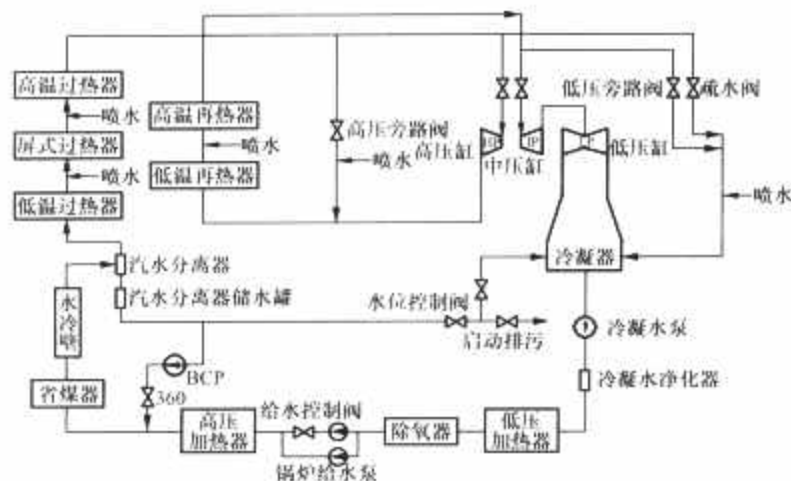 高温过热器
喷水
屏式过热器
喷水
低温过热器
高温再热器
喷水
低温再热器
高压旁路阀
喷水
高压缸
HP
IP
中压缸
LP
低压缸
低压旁路阀
疏水阀
喷水
冷凝器
汽水分离器
汽水分离器储水罐
水位控制阀
启动排污
冷凝水泵
冷凝水净化器
水冷壁
省煤器
BCP
360
高压
加热器
给水控制阀
锅炉给水泵
除氧器
低压
加热器